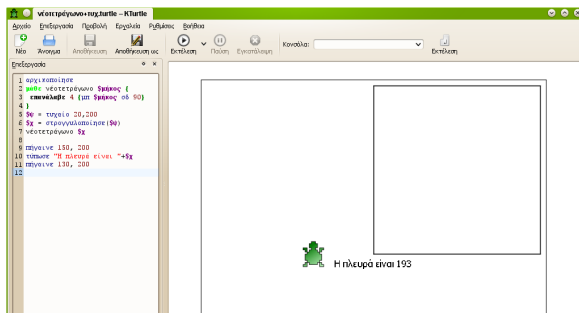 νέοτετράγωνο+τυχ.turtle – KTurtle
Αρχείο Επεξεργασία Προβολή Εργαλεία Ρυθμίσεις Βοήθεια
Νέο Άνοιγμα Αποθήκευση Αποθήκευση ως Εκτέλεση Παύση Εγκατάλειψη Κονσόλα: Εκτέλεση
Επεξεργασία
1 αρχικοποίησε
2 μάθε νέοτετράγωνο $μήκος {
3 επανάλαβε 4 {μπ $μήκος σδ 90}
4 }
5 $ψ = τυχαίο 20,200
6 $χ = στρογγυλοποίησε($ψ)
7 νέοτετράγωνο $χ
8
9 πήγαινε 150, 200
10 τύπωσε "Η πλευρά είναι "+$χ
11 πήγαινε 130, 200
12
Η πλευρά είναι 193